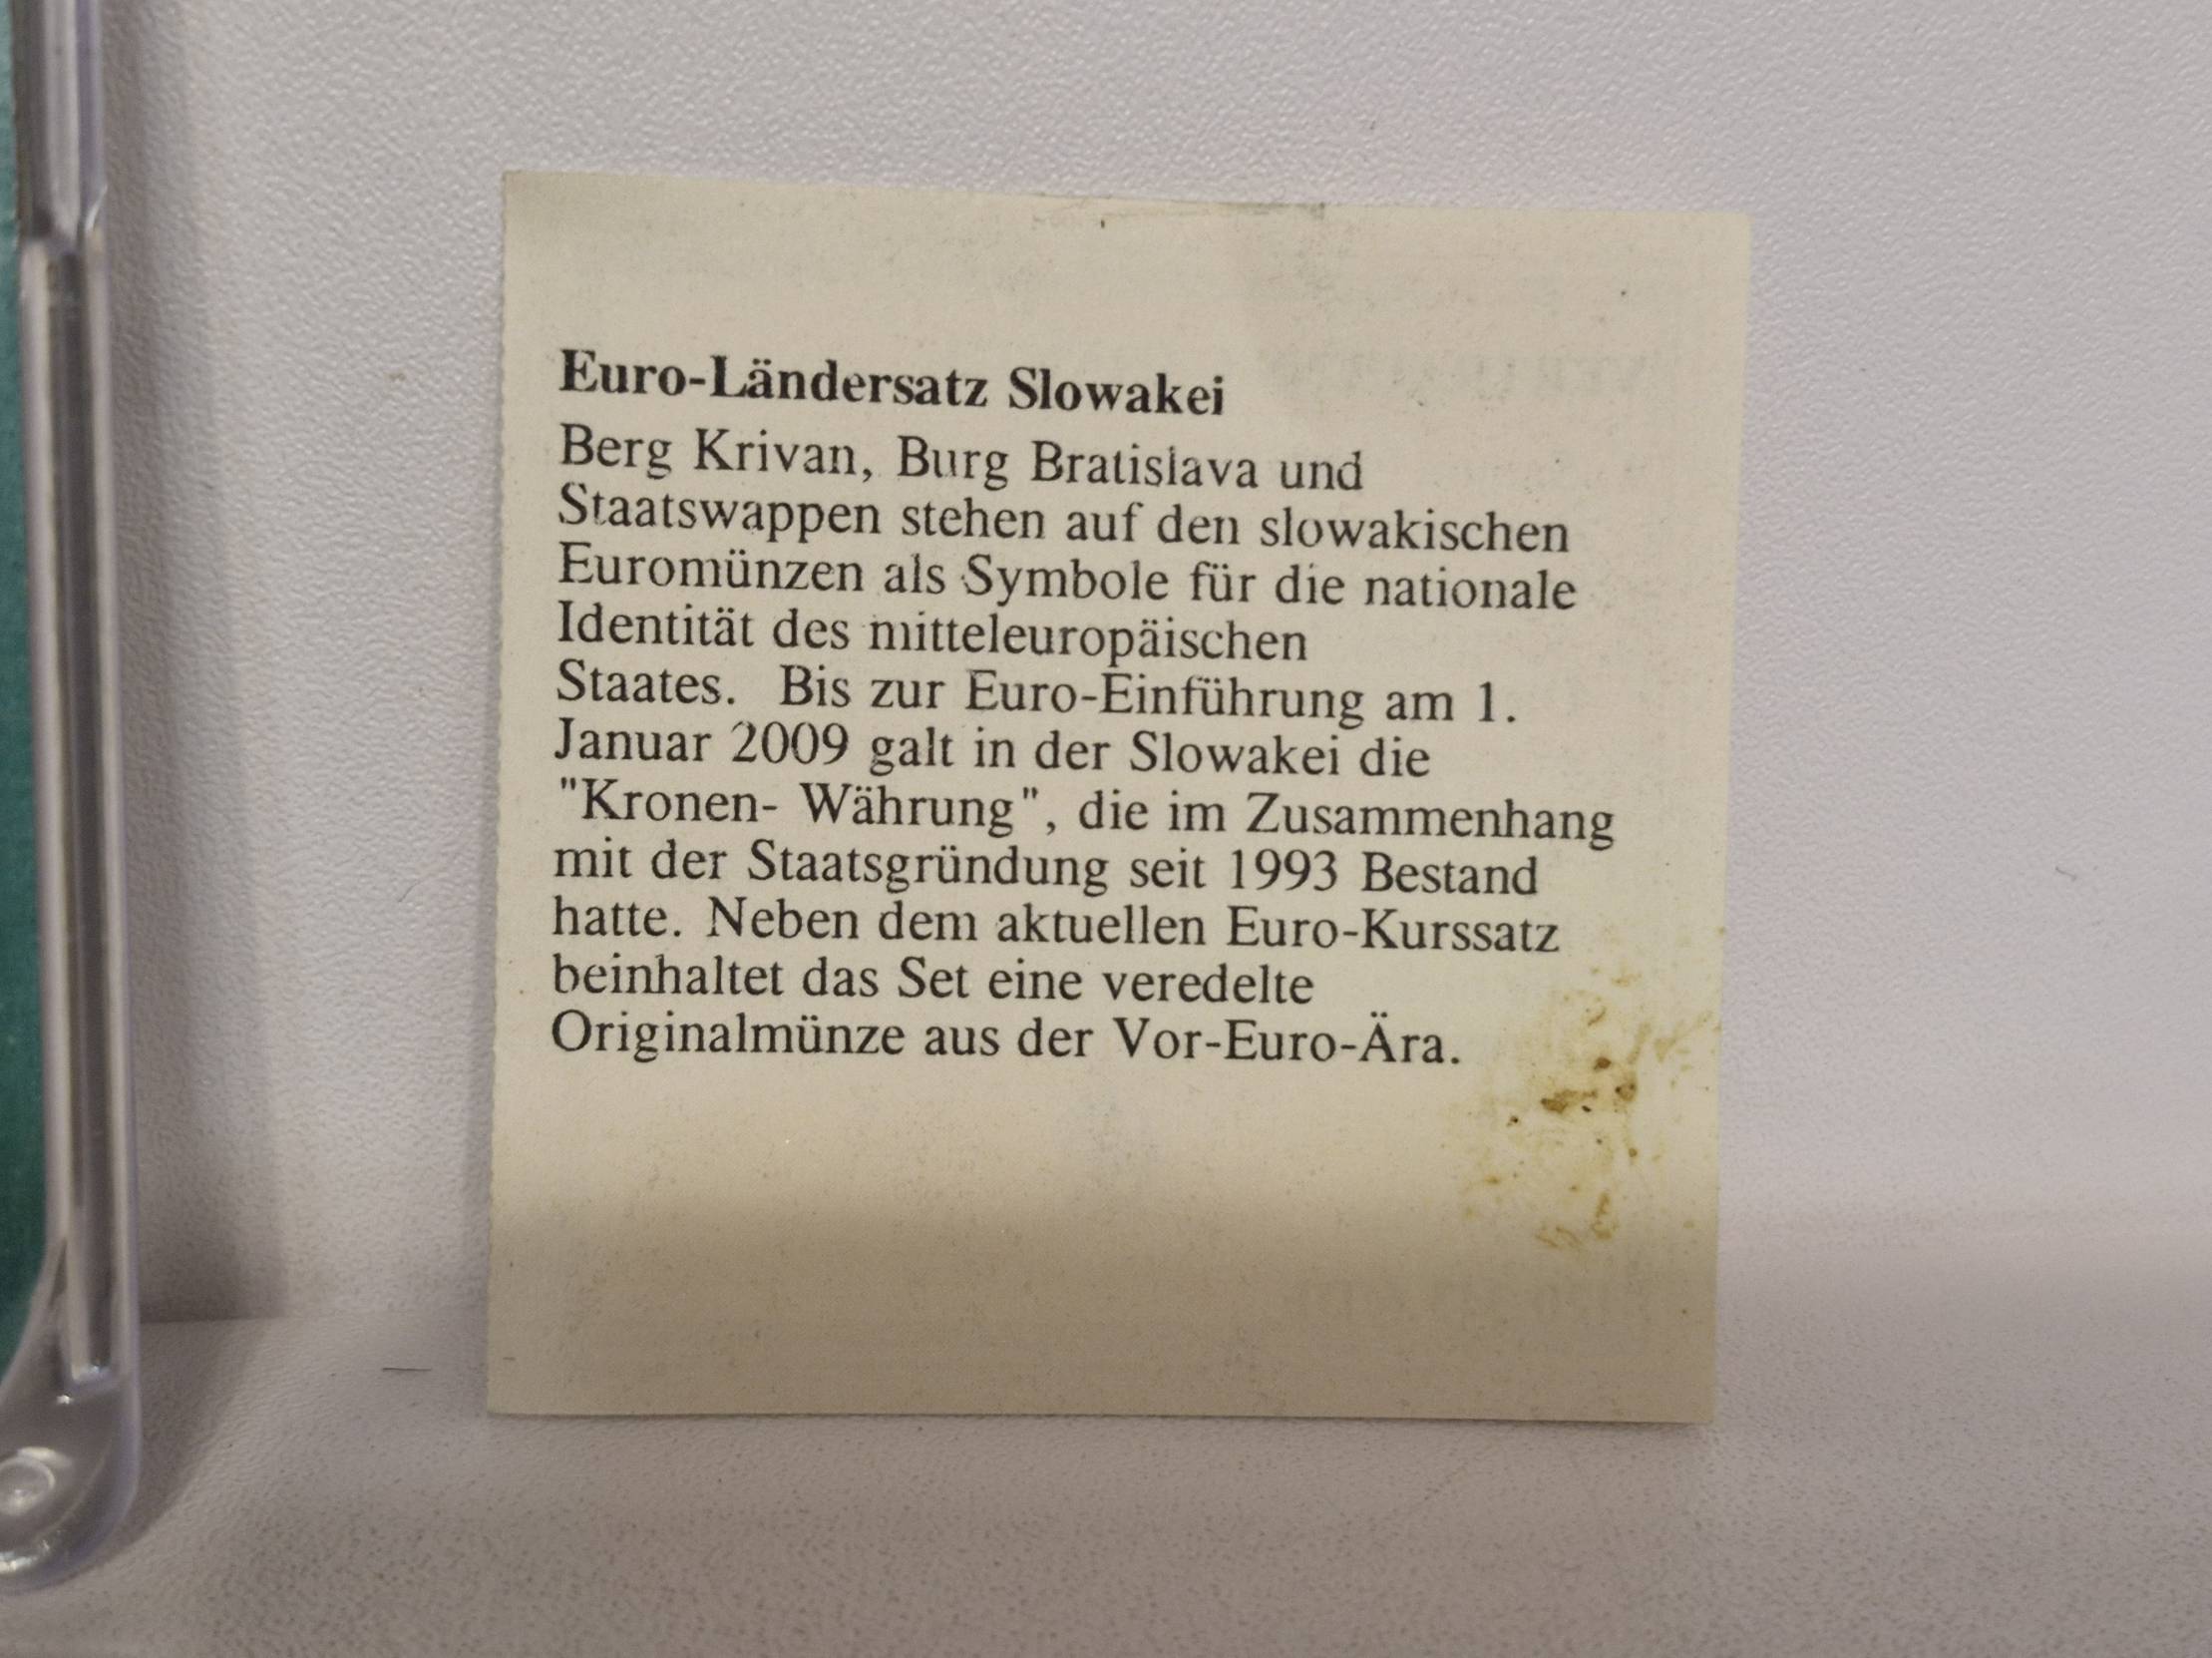 Euro-Ländersatz Slowakei
Berg Krivan, Burg Bratislava und
Staatswappen stehen auf den slowakischen
Euromünzen als Symbole für die nationale
Identität des mitteleuropäischen
Staates.  Bis zur Euro-Einführung am 1.
Januar 2009 galt in der Slowakei die
"Kronen- Währung", die im Zusammenhang
mit der Staatsgründung seit 1993 Bestand
hatte. Neben dem aktuellen Euro-Kurssatz
beinhaltet das Set eine veredelte
Originalmünze aus der Vor-Euro-Ära.